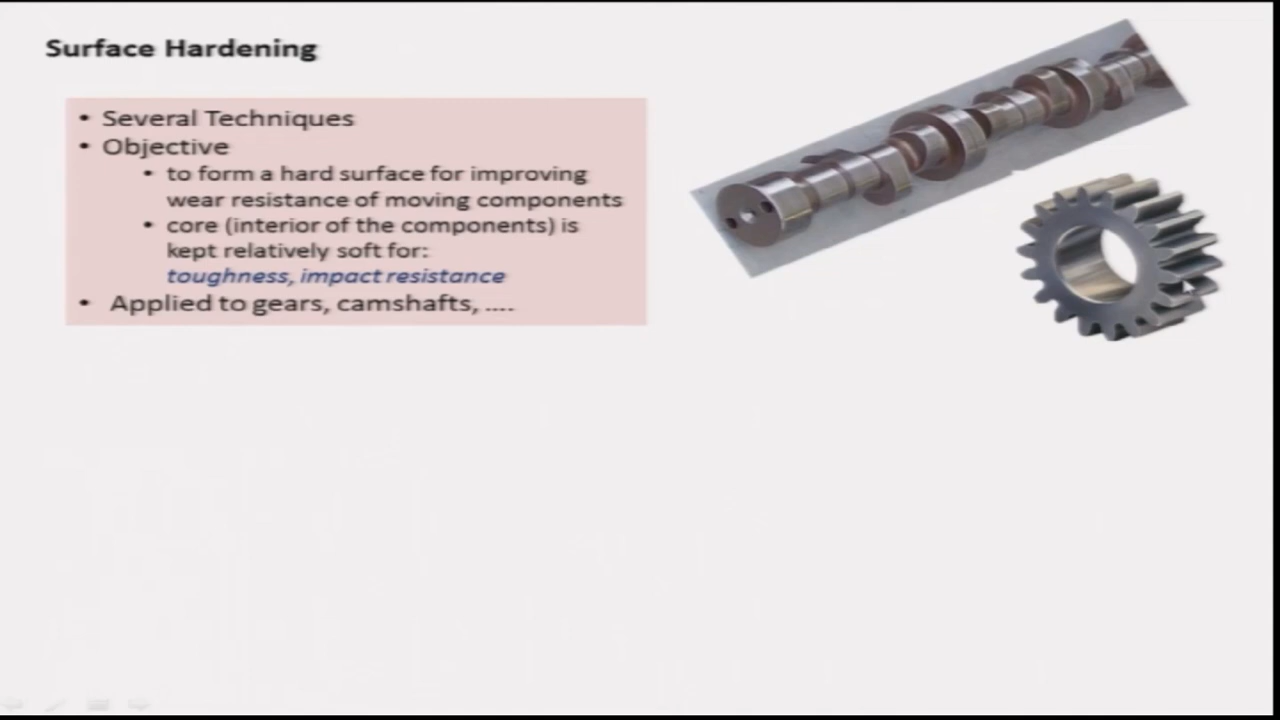 Surface Hardening
• Several Techniques
• Objective
• to form a hard surface for improving
wear resistance of moving components
• core (interior of the components) is
kept relatively soft for:
toughness, impact resistance
• Applied to gears, camshafts, ....